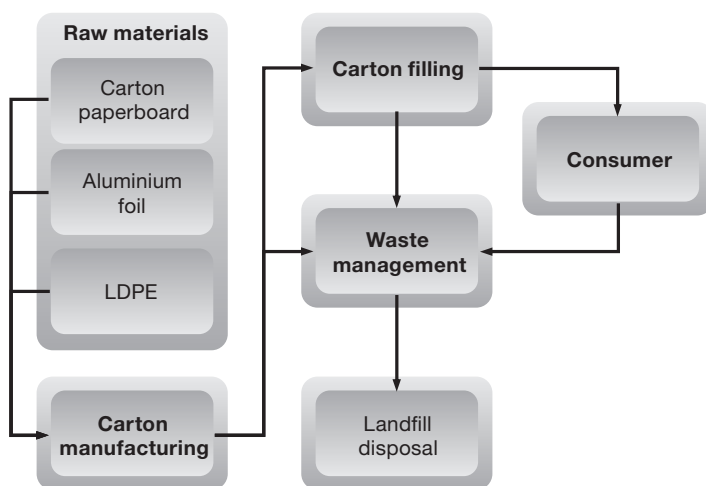 Raw materials
Carton
paperboard
Aluminium
foil
LDPE
Carton
manufacturing
Carton filling
Consumer
Waste
management
Landfill
disposal